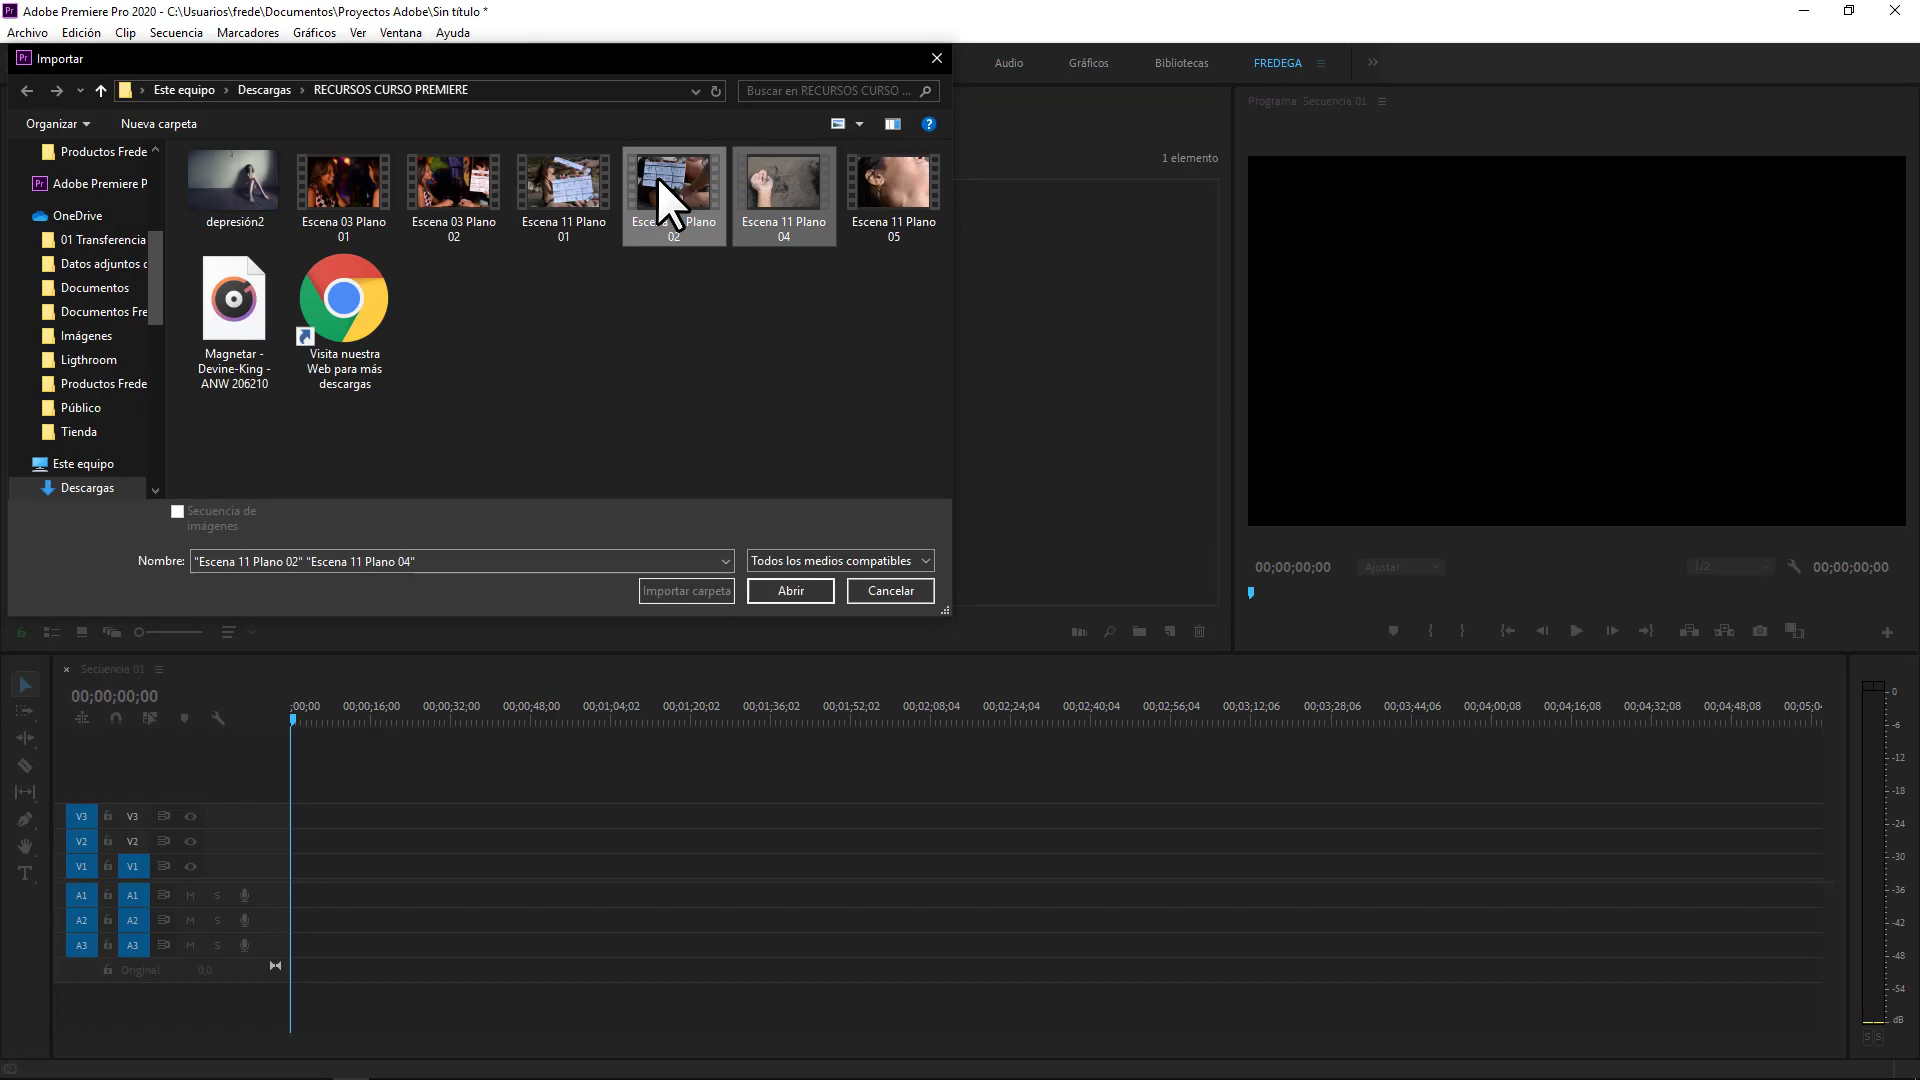 Adobe Premiere Pro 2020 - C:\Usuarios\frede\Documentos\Proyectos Adobe\Sin título *
Archivo Edición Clip Secuencia Marcadores Gráficos Ver Ventana Ayuda
Importar
Audio Gráficos Bibliotecas FREDEGA
Este equipo > Descargas > RECURSOS CURSO PREMIERE
Buscar en RECURSOS CURSO ...
Organizar Nueva carpeta
Programa: Secuencia 01
1 elemento
Productos Frede
Adobe Premiere P
OneDrive
01 Transferencia
Datos adjuntos
Documentos
Documentos Fre
Imágenes
Ligthroom
Productos Frede
Público
Tienda
Este equipo
Descargas
depresión2
Escena 03 Plano
01
Escena 03 Plano
02
Escena 11 Plano
01
Plano
02
Escena 11 Plano
04
Escena 11 Plano
05
Magnetar -
Devine-King -
ANW 206210
Visita nuestra
Web para más
descargas
Secuencia de
imágenes
Nombre: "Escena 11 Plano 02" "Escena 11 Plano 04"
Todos los medios compatibles
Importar carpeta Abrir Cancelar
00;00;00;00 Ajustar 1/2 00;00;00;00
Secuencia 01
00;00;00;00
;00;00 00;00;16;00 00;00;32;00 00;00;48;00 00;01;04;02 00;01;20;02 00;01;36;02 00;01;52;02 00;02;08;04 00;02;24;04 00;02;40;04 00;02;56;04 00;03;12;06 00;03;28;06 00;03;44;06 00;04;00;08 00;04;16;08 00;04;32;08 00;04;48;08 00;05;04
V3 V3
V2 V2
V1 V1
A1 A1 M S
A2 A2 M S
A3 A3 M S
Original 0,0
0
-6
-12
-18
-24
-30
-36
-42
-48
-54
dB
S S